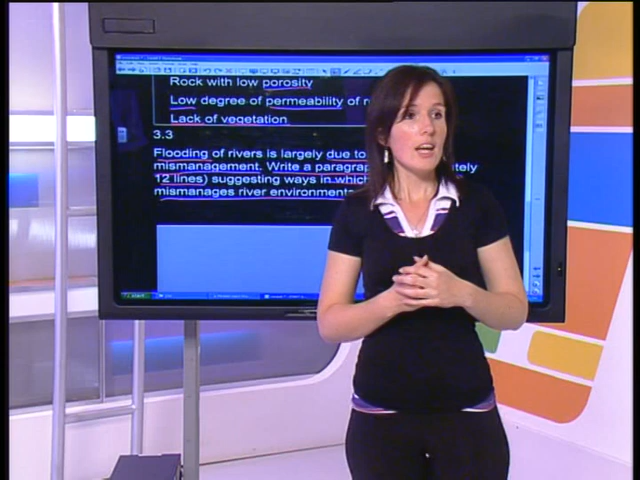 Rock with low porosity
Low degree of permeability of
Lack of vegetation
3.3
Flooding of rivers is largely due to
mismanagement. Write a paragraph
12 lines) suggesting ways in which
mismanages river environment